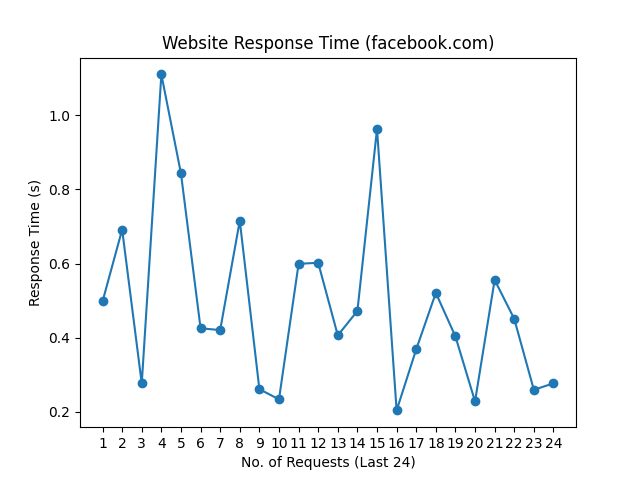 Website Response Time (facebook.com)
Response Time (s)
1.0
0.8
0.6
0.4
0.2
1 2 3 4 5 6 7 8 9 10 11 12 13 14 15 16 17 18 19 20 21 22 23 24
No. of Requests (Last 24)